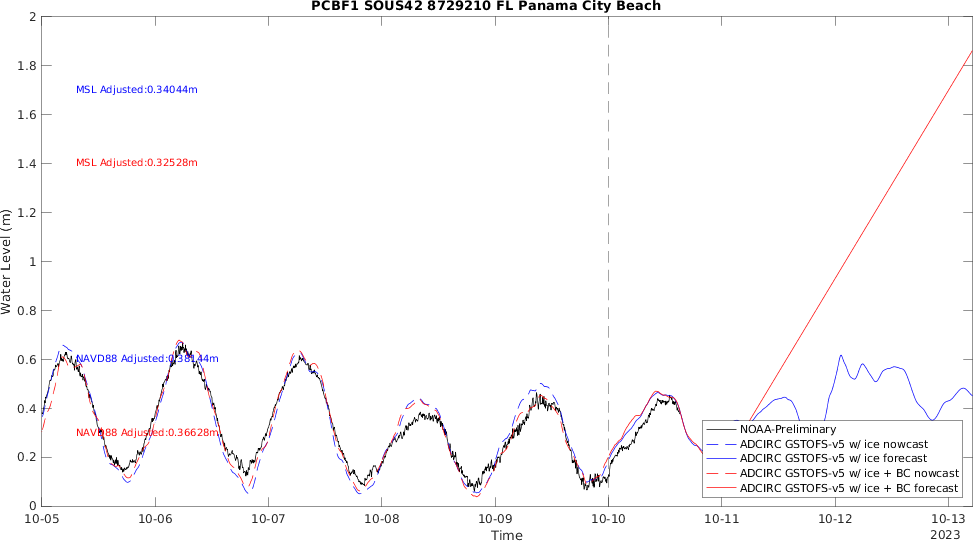 PCBF1 SOUS42 8729210 FL Panama City Beach
2
1.8
1.6
1.4
1.2
1
0.8
0.6
0.4
0.2
0
Water Level (m)
MSL Adjusted:0.34044m
MSL Adjusted:0.32528m
NAVD88 Adjusted:0.38144m
NAVD88 Adjusted:0.36628m
NOAA-Preliminary
ADCIRC GSTOFS-v5 w/ ice nowcast
ADCIRC GSTOFS-v5 w/ ice forecast
ADCIRC GSTOFS-v5 w/ ice + BC nowcast
ADCIRC GSTOFS-v5 w/ ice + BC forecast
10-05 10-06 10-07 10-08 10-09 10-10 10-11 10-12 10-13
Time
2023